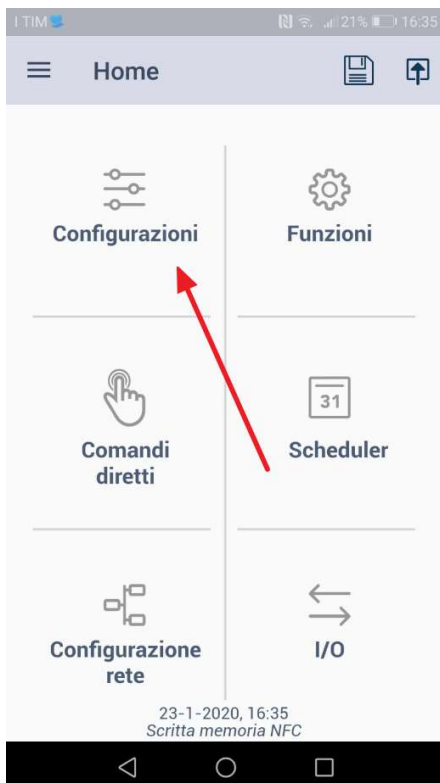 I TIM
21% 16:35
Home
Configurazioni
Funzioni
Comandi
diretti
31
Scheduler
Configurazione
rete
I/O
23-1-2020, 16:35
Scritta memoria NFC